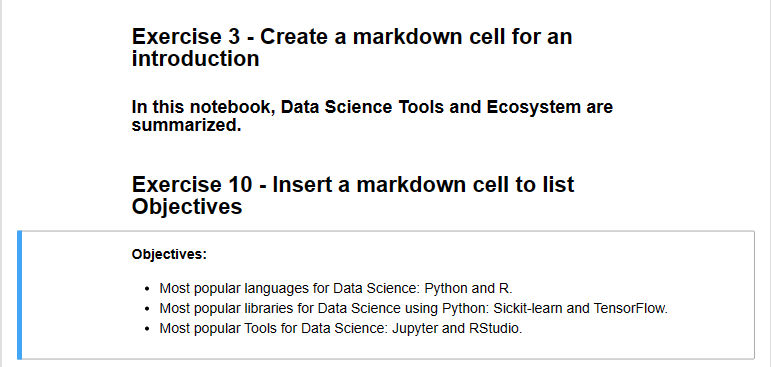 Exercise 3 - Create a markdown cell for an
introduction
In this notebook, Data Science Tools and Ecosystem are
summarized.
Exercise 10 - Insert a markdown cell to list
Objectives
Objectives:
• Most popular languages for Data Science: Python and R.
• Most popular libraries for Data Science using Python: Sickit-learn and TensorFlow.
• Most popular Tools for Data Science: Jupyter and RStudio.